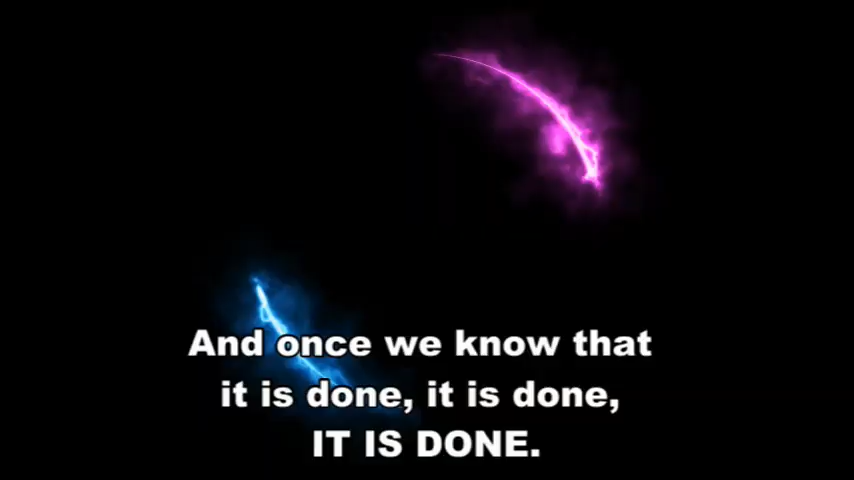 And once we know that
it is done, it is done,
IT IS DONE.